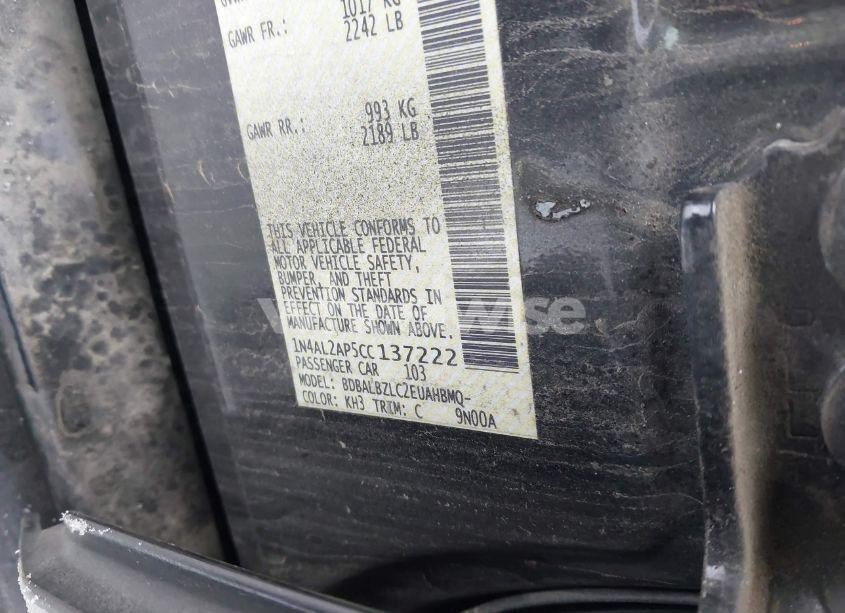 1017 KG
GAWR FR.: 2242 LB
993 KG
GAWR RR.: 2189 LB
THIS VEHICLE CONFORMS TO
ALL APPLICABLE FEDERAL
MOTOR VEHICLE SAFETY,
BUMPER, AND THEFT
PREVENTION STANDARDS IN
EFFECT ON THE DATE OF
MANUFACTURE SHOWN ABOVE.
1N4AL2AP5CC137222
PASSENGER CAR 103
MODEL: BDBALBZLC2EUAHBMQ-
COLOR: KH3 TRIM: C 9N00A